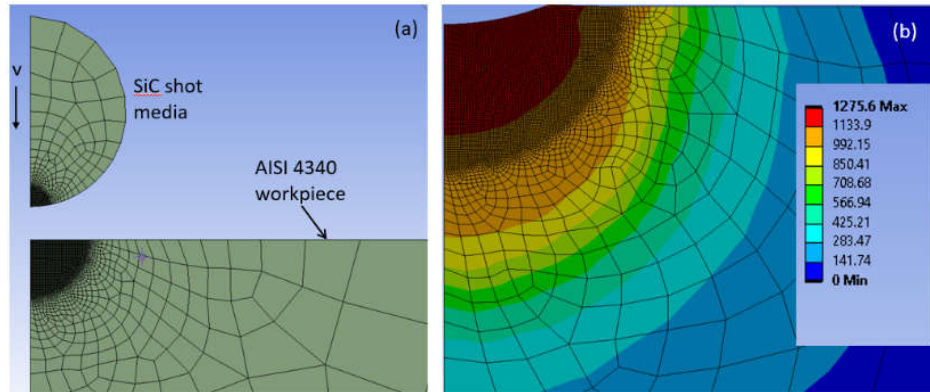 (a)
v
SiC shot
media
AISI 4340
workpiece
(b)
1275.6 Max
1133.9
992.15
850.41
708.68
566.94
425.21
283.47
141.74
0 Min